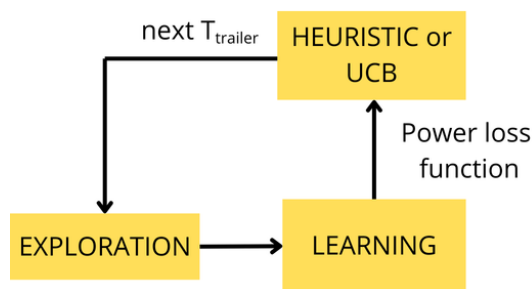 next T_trailer
HEURISTIC or
UCB
Power loss
function
EXPLORATION
LEARNING